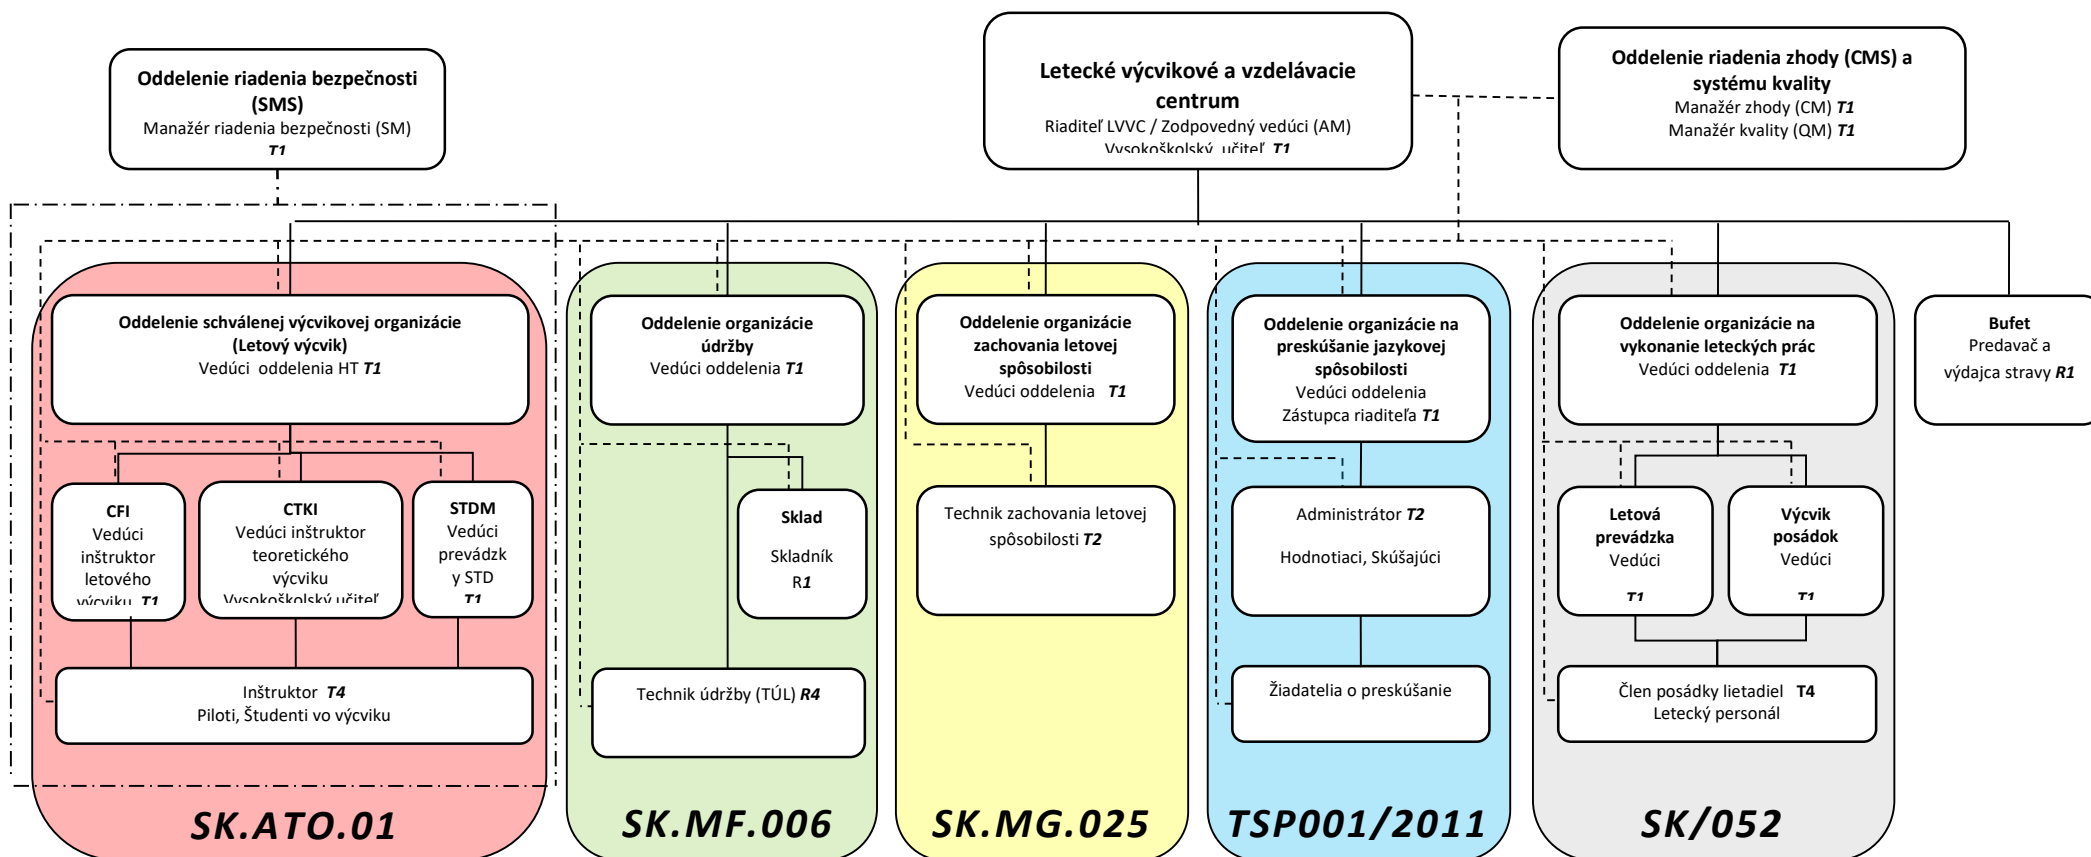 Oddelenie riadenia bezpečnosti
(SMS)
Manažér riadenia bezpečnosti (SM)
T1
Letecké výcvikové a vzdelávacie
centrum
Riaditeľ LVVC / Zodpovedný vedúci (AM)
Vysokoškolský učiteľ T1
Oddelenie riadenia zhody (CMS) a
systému kvality
Manažér zhody (CM) T1
Manažér kvality (QM) T1
Oddelenie schválenej výcvikovej organizácie
(Letový výcvik)
Vedúci oddelenia HT T1
Oddelenie organizácie
údržby
Vedúci oddelenia T1
Oddelenie organizácie
zachovania letovej
spôsobilosti
Vedúci oddelenia T1
Oddelenie organizácie na
preskúšanie jazykovej
spôsobilosti
Vedúci oddelenia
Zástupca riaditeľa T1
Oddelenie organizácie na
vykonanie leteckých prác
Vedúci oddelenia T1
Bufet
Predavač a
výdajca stravy R1
CFI
Vedúci
inštruktor
letového
výcviku T1
CTKI
Vedúci inštruktor
teoretického
výcviku
Vysokoškolský učiteľ
STDM
Vedúci
prevádzk
y STD
T1
Sklad
Skladník
R1
Technik zachovania letovej
spôsobilosti T2
Administrátor T2
Hodnotiaci, Skúšajúci
Letová
prevádzka
Vedúci
T1
Výcvik
posádok
Vedúci
T1
Inštruktor T4
Piloti, Študenti vo výcviku
Technik údržby (TÚL) R4
Žiadatelia o preskúšanie
Člen posádky lietadiel T4
Letecký personál
SK.ATO.01
SK.MF.006
SK.MG.025
TSP001/2011
SK/052